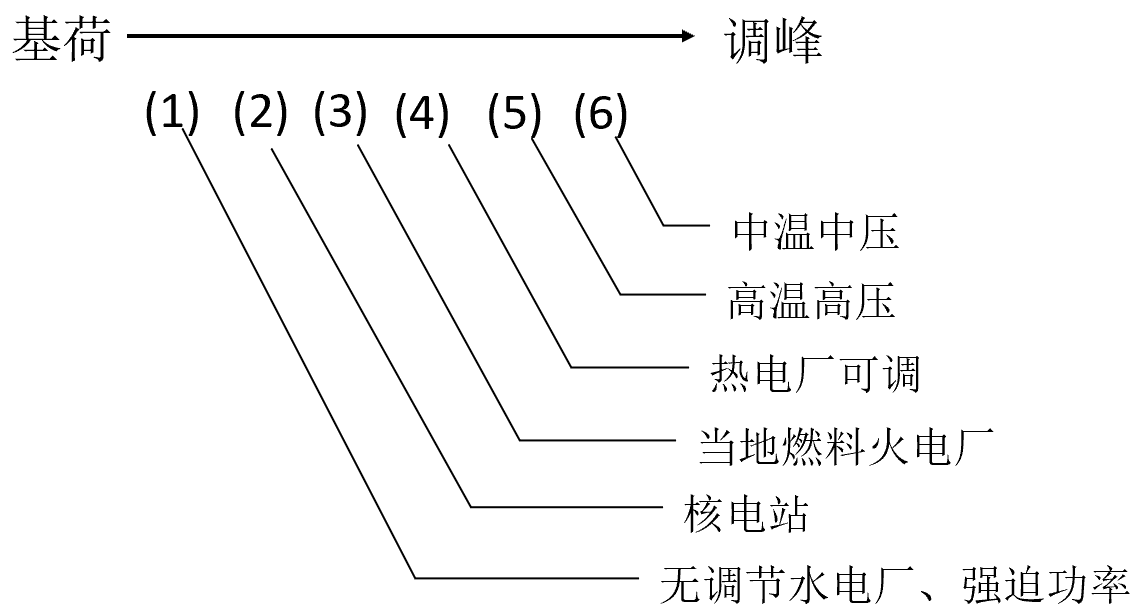 基荷 调峰
(1) (2) (3) (4) (5) (6)
中温中压
高温高压
热电厂可调
当地燃料火电厂
核电站
无调节水电厂、强迫功率